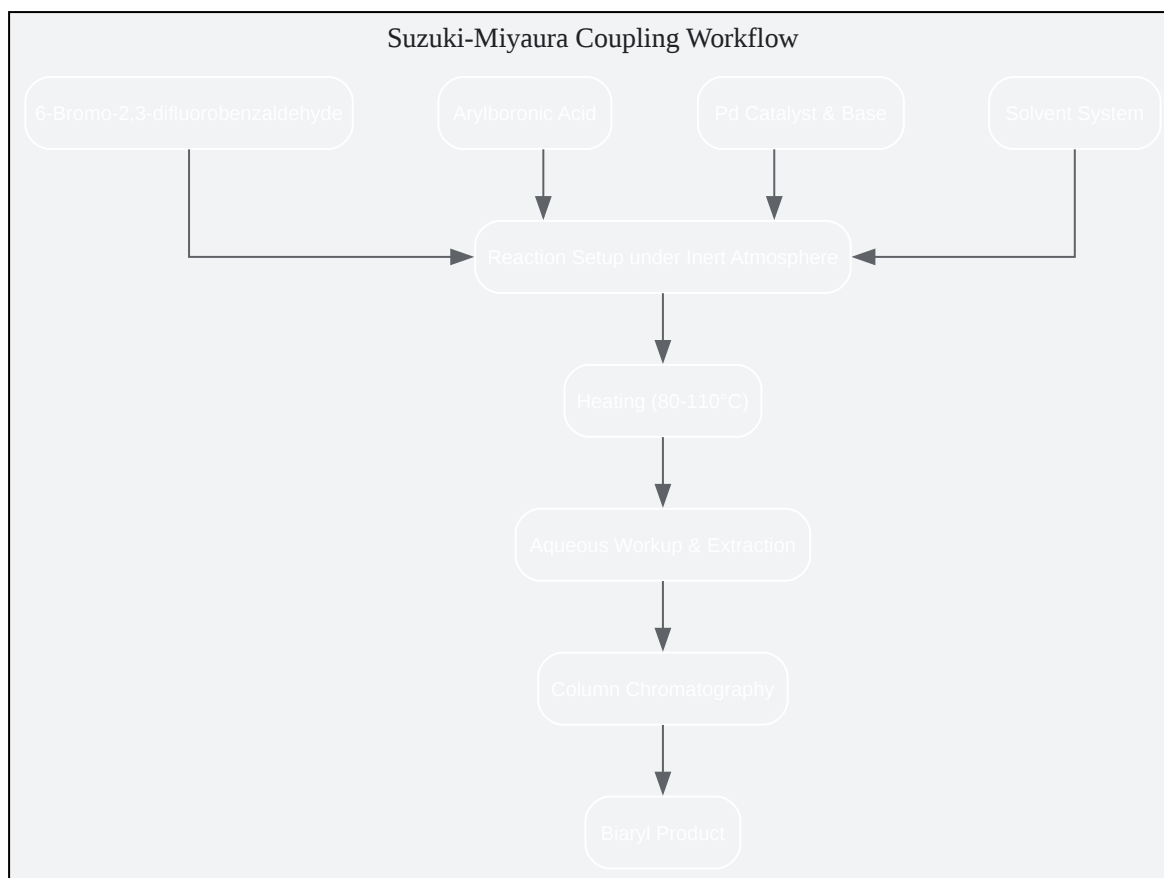 Suzuki-Miyaura Coupling Workflow
6-Bromo-2,3-difluorobenzaldehyde
Arylboronic Acid
Pd Catalyst & Base
Solvent System
Reaction Setup under Inert Atmosphere
Heating (80-110°C)
Aqueous Workup & Extraction
Column Chromatography
Biaryl Product